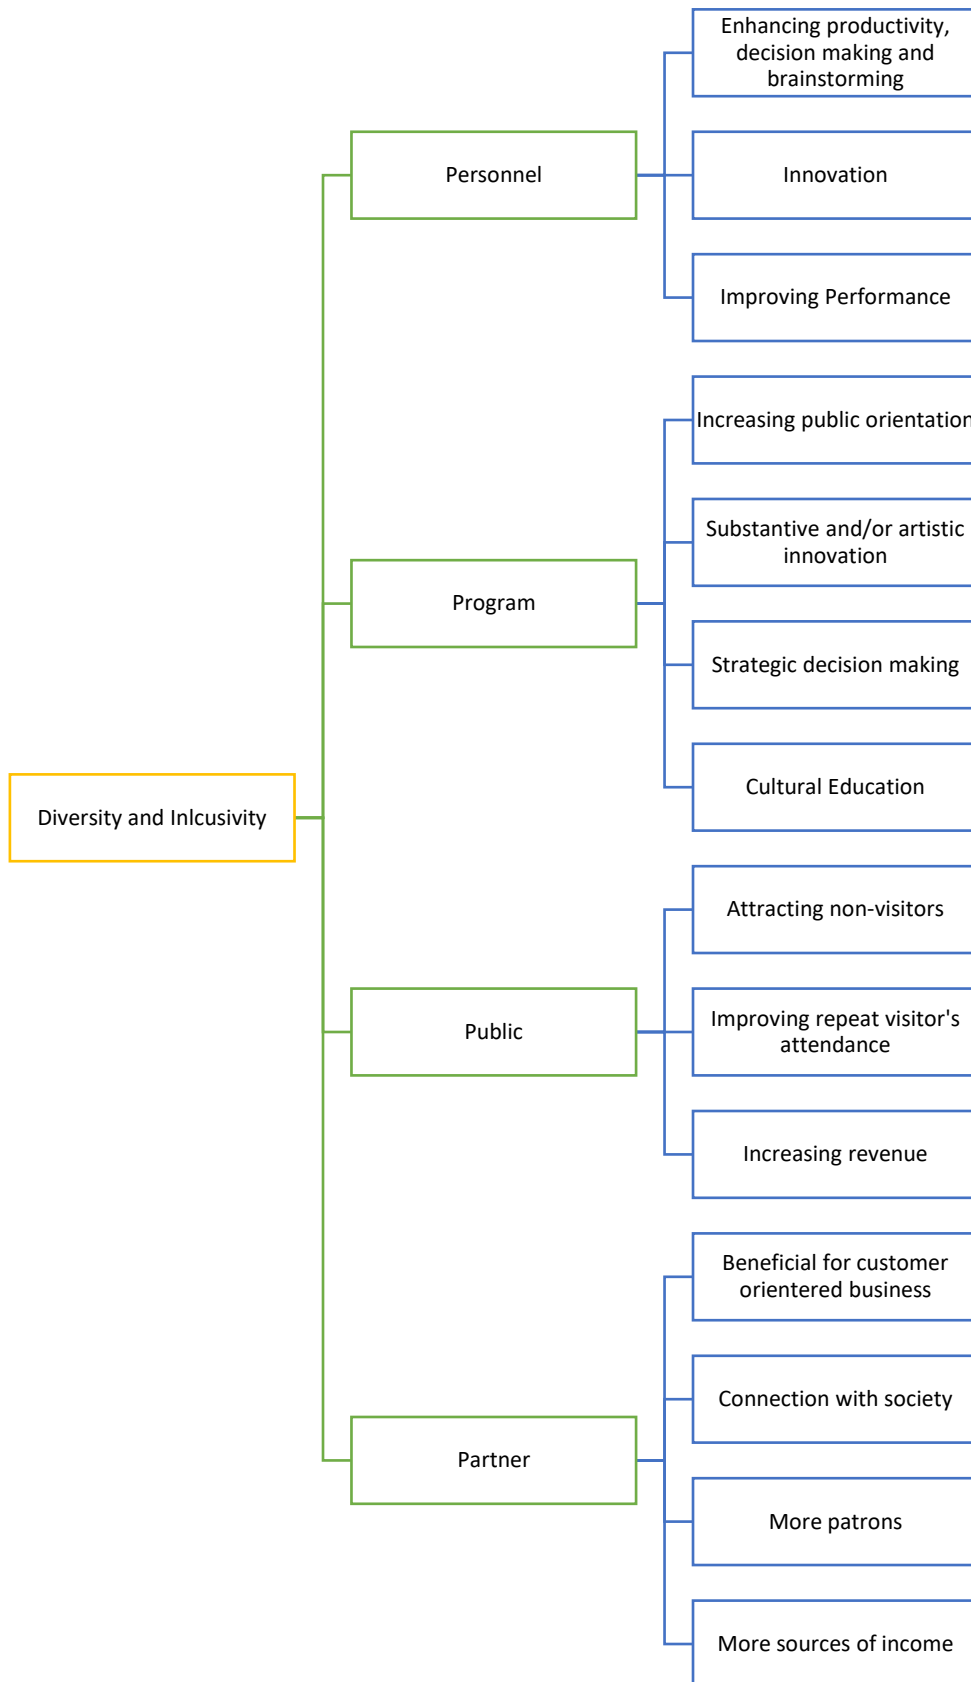 Enhancing productivity,
decision making and
brainstorming
Personnel
Innovation
Improving Performance
Increasing public orientation
Substantive and/or artistic
innovation
Program
Strategic decision making
Cultural Education
Diversity and Inlcusivity
Attracting non-visitors
Public
Improving repeat visitor's
attendance
Increasing revenue
Beneficial for customer
orientered business
Connection with society
Partner
More patrons
More sources of income